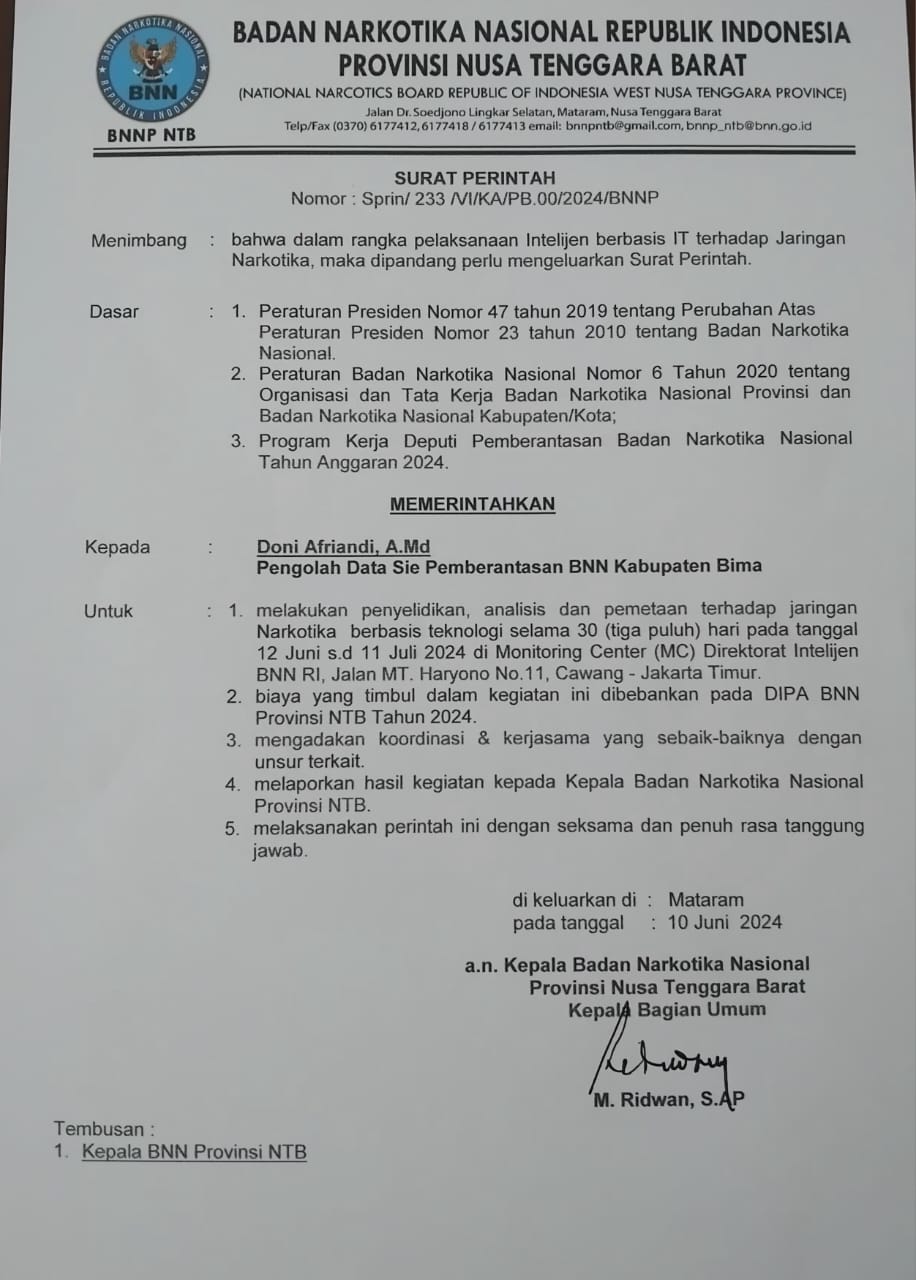 BADAN NARKOTIKA NASIONAL REPUBLIK INDONESIA
PROVINSI NUSA TENGGARA BARAT
(NATIONAL NARCOTICS BOARD REPUBLIC OF INDONESIA WEST NUSA TENGGARA PROVINCE)
Jalan Dr. Soedjono Lingkar Selatan, Mataram, Nusa Tenggara Barat
Telp/Fax (0370) 6177412, 6177418 / 6177413 email: bnnpntb@gmail.com, bnnp_ntb@bnn.go.id
BADAN NARKOTIKA NASIONAL
BNN
REPUBLIK INDONESIA
BNNP NTB
SURAT PERINTAH
Nomor : Sprin/ 233 /VI/KA/PB.00/2024/BNNP
Menimbang : bahwa dalam rangka pelaksanaan Intelijen berbasis IT terhadap Jaringan
Narkotika, maka dipandang perlu mengeluarkan Surat Perintah.
Dasar : 1. Peraturan Presiden Nomor 47 tahun 2019 tentang Perubahan Atas
Peraturan Presiden Nomor 23 tahun 2010 tentang Badan Narkotika
Nasional.
2. Peraturan Badan Narkotika Nasional Nomor 6 Tahun 2020 tentang
Organisasi dan Tata Kerja Badan Narkotika Nasional Provinsi dan
Badan Narkotika Nasional Kabupaten/Kota;
3. Program Kerja Deputi Pemberantasan Badan Narkotika Nasional
Tahun Anggaran 2024.
MEMERINTAHKAN
Kepada : Doni Afriandi, A.Md
Pengolah Data Sie Pemberantasan BNN Kabupaten Bima
Untuk : 1. melakukan penyelidikan, analisis dan pemetaan terhadap jaringan
Narkotika berbasis teknologi selama 30 (tiga puluh) hari pada tanggal
12 Juni s.d 11 Juli 2024 di Monitoring Center (MC) Direktorat Intelijen
BNN RI, Jalan MT. Haryono No.11, Cawang - Jakarta Timur.
2. biaya yang timbul dalam kegiatan ini dibebankan pada DIPA BNN
Provinsi NTB Tahun 2024.
3. mengadakan koordinasi & kerjasama yang sebaik-baiknya dengan
unsur terkait.
4. melaporkan hasil kegiatan kepada Kepala Badan Narkotika Nasional
Provinsi NTB.
5. melaksanakan perintah ini dengan seksama dan penuh rasa tanggung
jawab.
di keluarkan di : Mataram
pada tanggal : 10 Juni 2024
a.n. Kepala Badan Narkotika Nasional
Provinsi Nusa Tenggara Barat
Kepala Bagian Umum
M. Ridwan, S.AP
Tembusan :
1. Kepala BNN Provinsi NTB